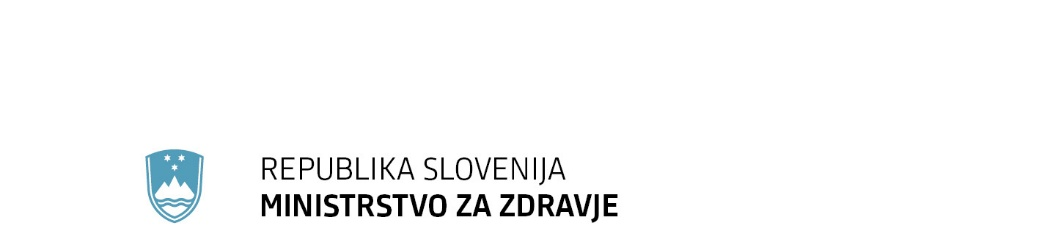 REPUBLIKA SLOVENIJA
MINISTRSTVO ZA ZDRAVJE